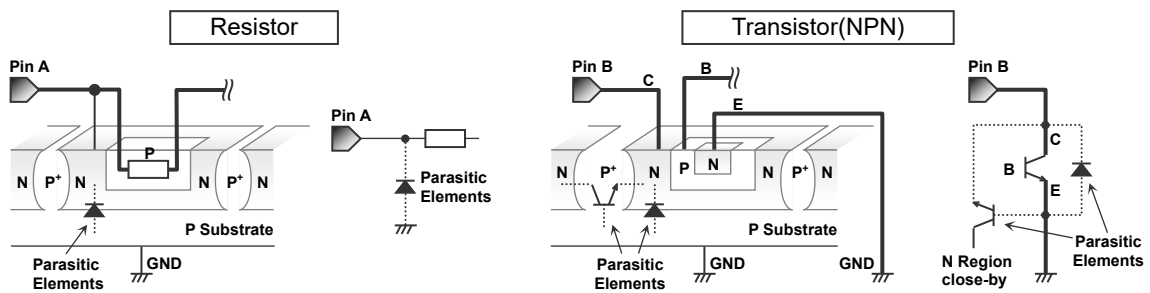 Resistor
Transistor(NPN)
Pin A
P
N
P+
N
N
P+
N
P Substrate
Parasitic
Elements
GND
Pin A
Parasitic
Elements
Pin B
C
B
E
N
P+
N
P
N
N
P+
N
P Substrate
Parasitic
Elements
GND
GND
Pin B
C
B
E
N Region
close-by
Parasitic
Elements